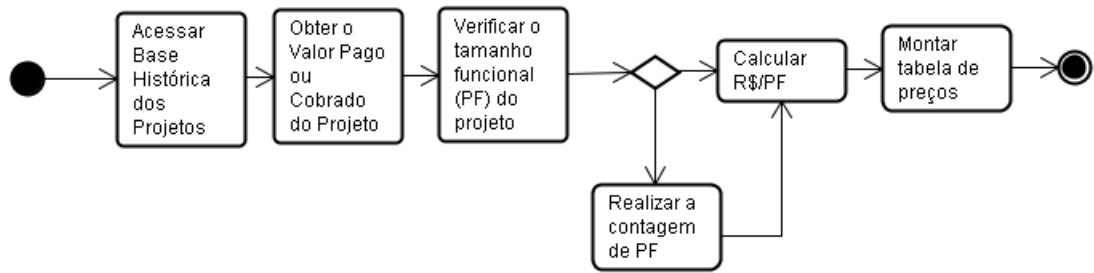 Acessar
Base
Histórica
dos
Projetos
Obter o
Valor Pago
ou
Cobrado
do Projeto
Verificar o
tamanho
funcional
(PF) do
projeto
Calcular
R$/PF
Montar
tabela de
preços
Realizar a
contagem
de PF